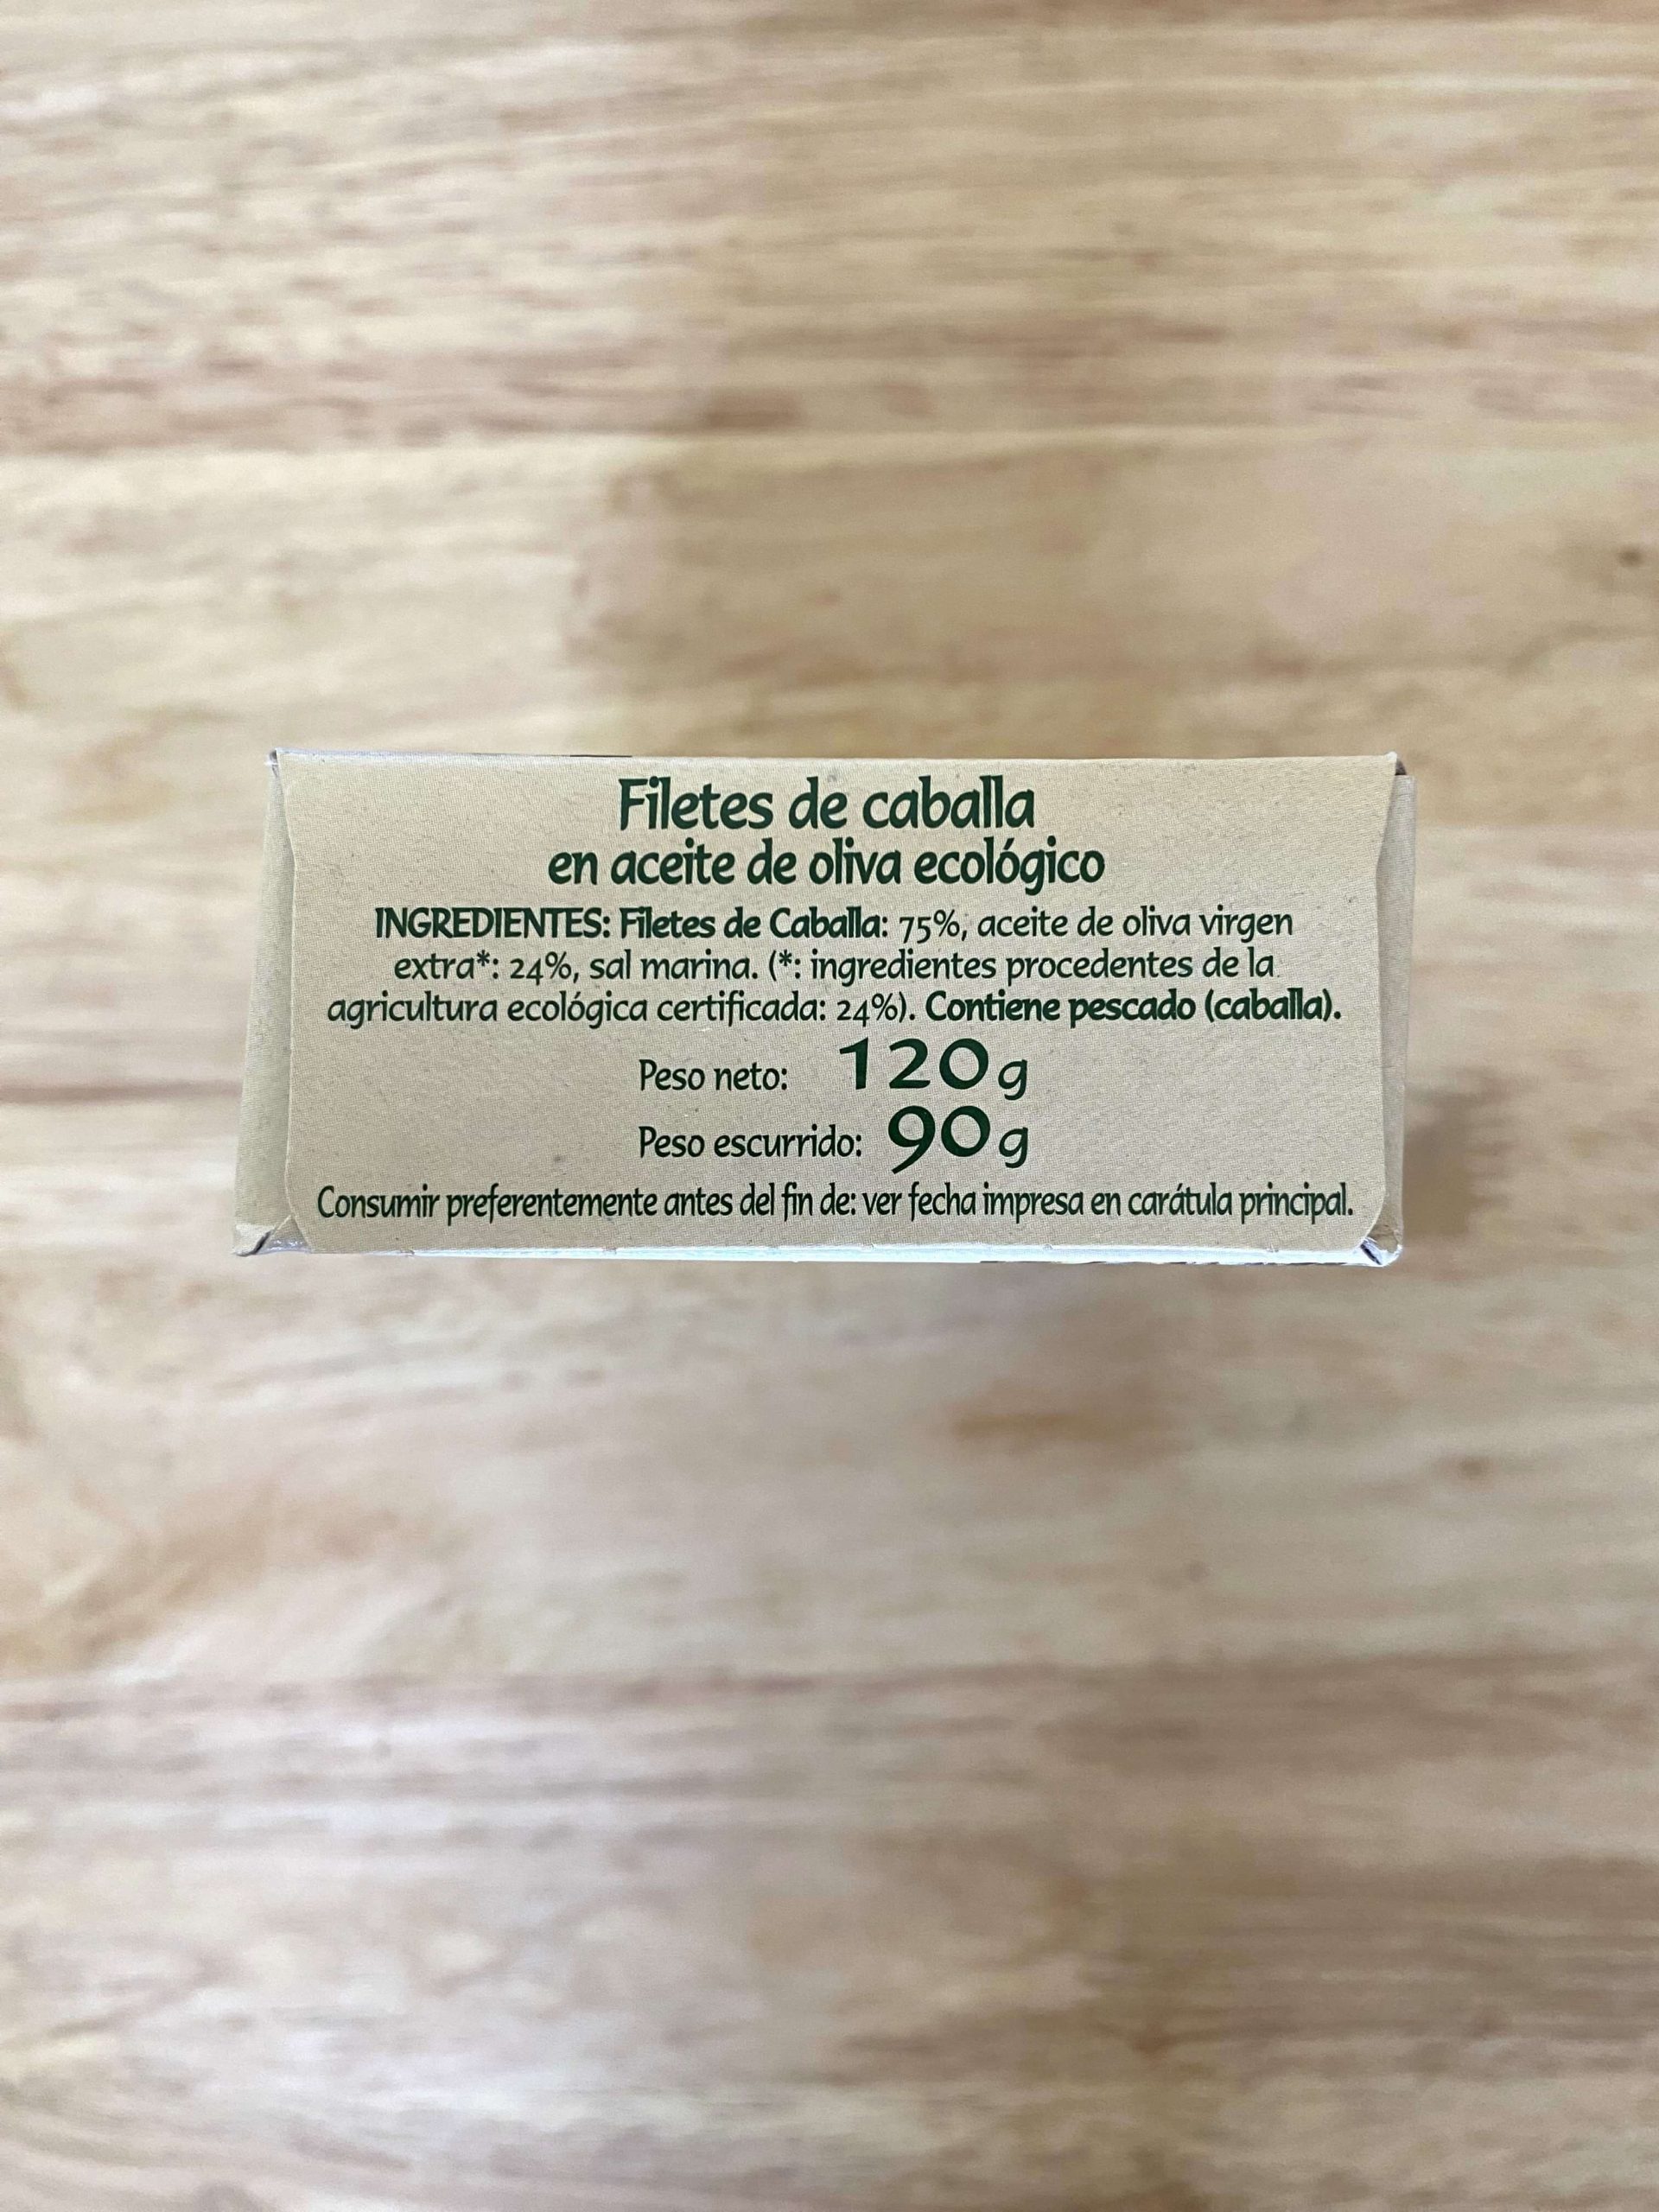 Filetes de caballa
en aceite de oliva ecológico
INGREDIENTES: Filetes de Caballa: 75%, aceite de oliva virgen
extra*: 24%, sal marina. (*: ingredientes procedentes de la
agricultura ecológica certificada: 24%). Contiene pescado (caballa).
Peso neto: 120g
Peso escurrido: 90g
Consumir preferentemente antes del fin de: ver fecha impresa en carátula principal.